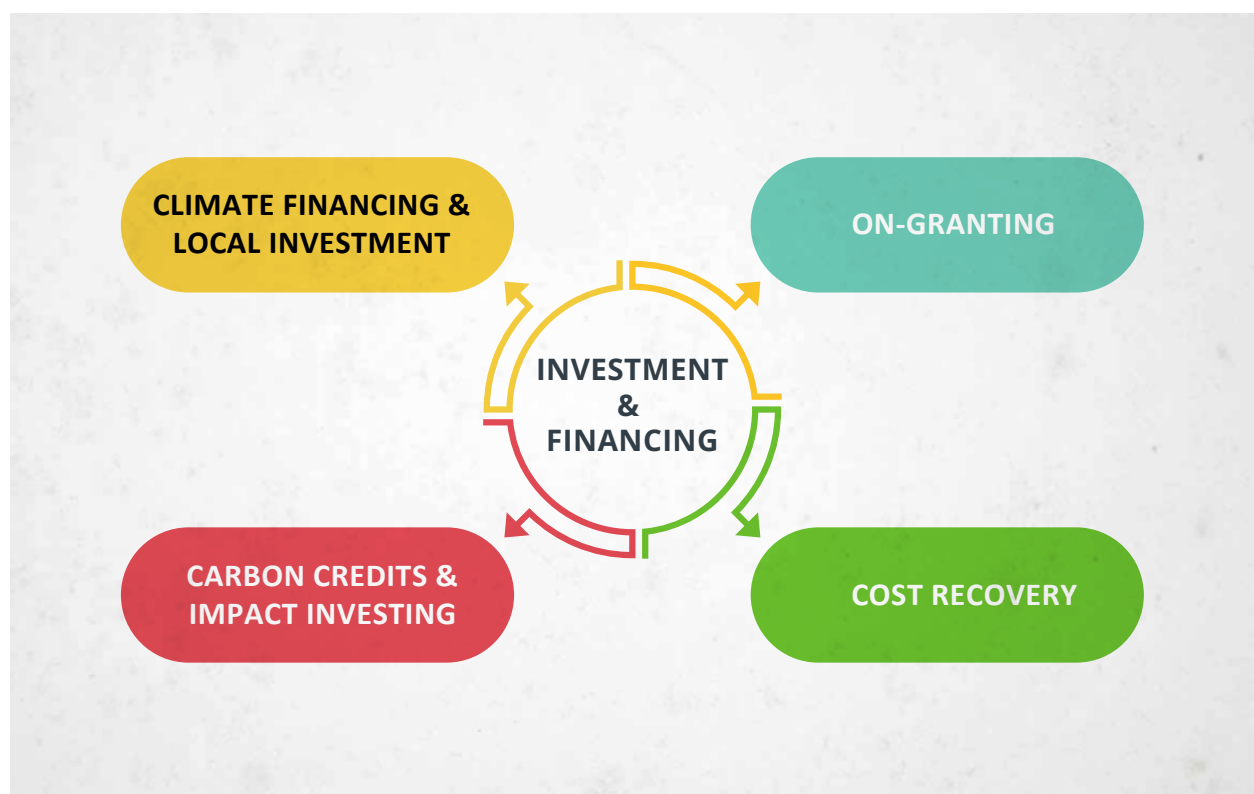 CLIMATE FINANCING &
LOCAL INVESTMENT
ON-GRANTING
INVESTMENT
&
FINANCING
CARBON CREDITS &
IMPACT INVESTING
COST RECOVERY